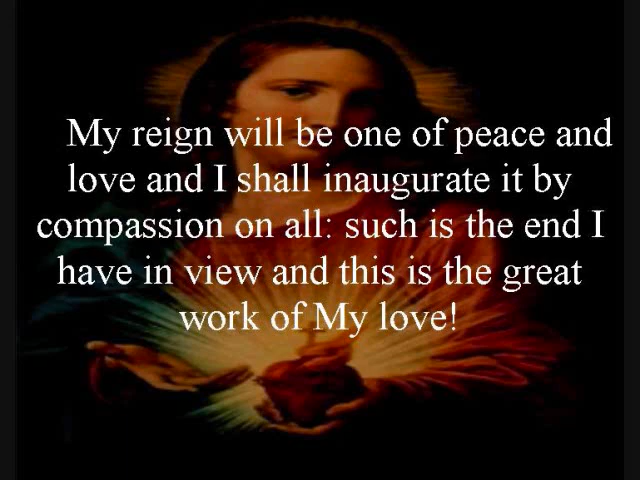 My reign will be one of peace and
love and I shall inaugurate it by
compassion on all: such is the end I
have in view and this is the great
work of My love!